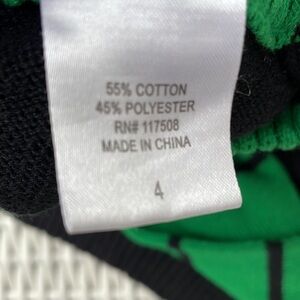 55% COTTON
45% POLYESTER
RN# 117508
MADE IN CHINA
4